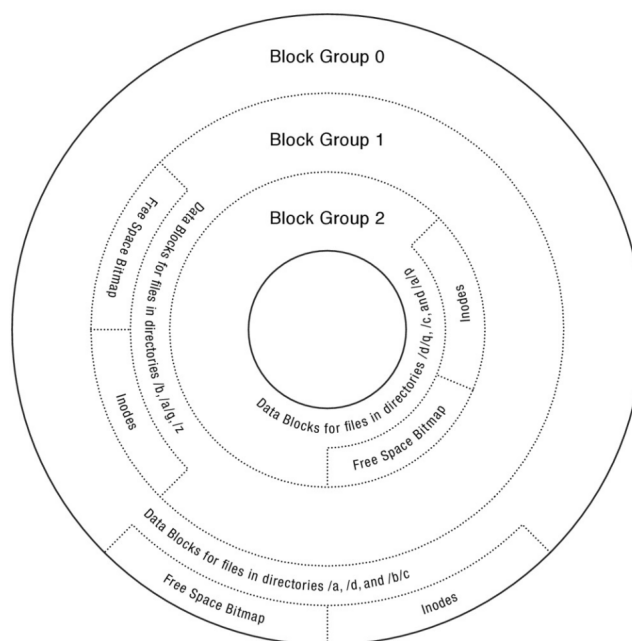 Block Group 0
Block Group 1
Block Group 2
Free Space Bitmap
Data Blocks for files in directories /b, /a/g, /z
Inodes
Inodes
Data Blocks for files in directories /d/q, /c, and /a/p
Free Space Bitmap
Data Blocks for files in directories /a, /d, and /b/c
Free Space Bitmap
Inodes